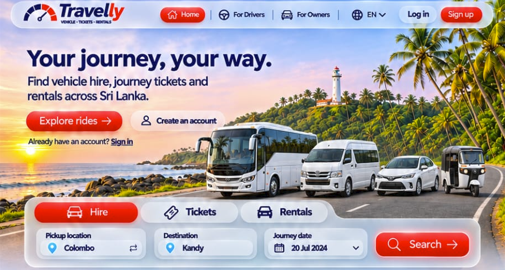 Travelly
VEHICLE • TICKETS • RENTALS
Home
For Drivers
For Owners
EN
Log in
Sign up
Your journey, your way.
Find vehicle hire, journey tickets and
rentals across Sri Lanka.
Explore rides →
Create an account
Already have an account? Sign in
Hire
Tickets
Rentals
Pickup location
Colombo
Destination
Kandy
Journey date
20 Jul 2024
Search →